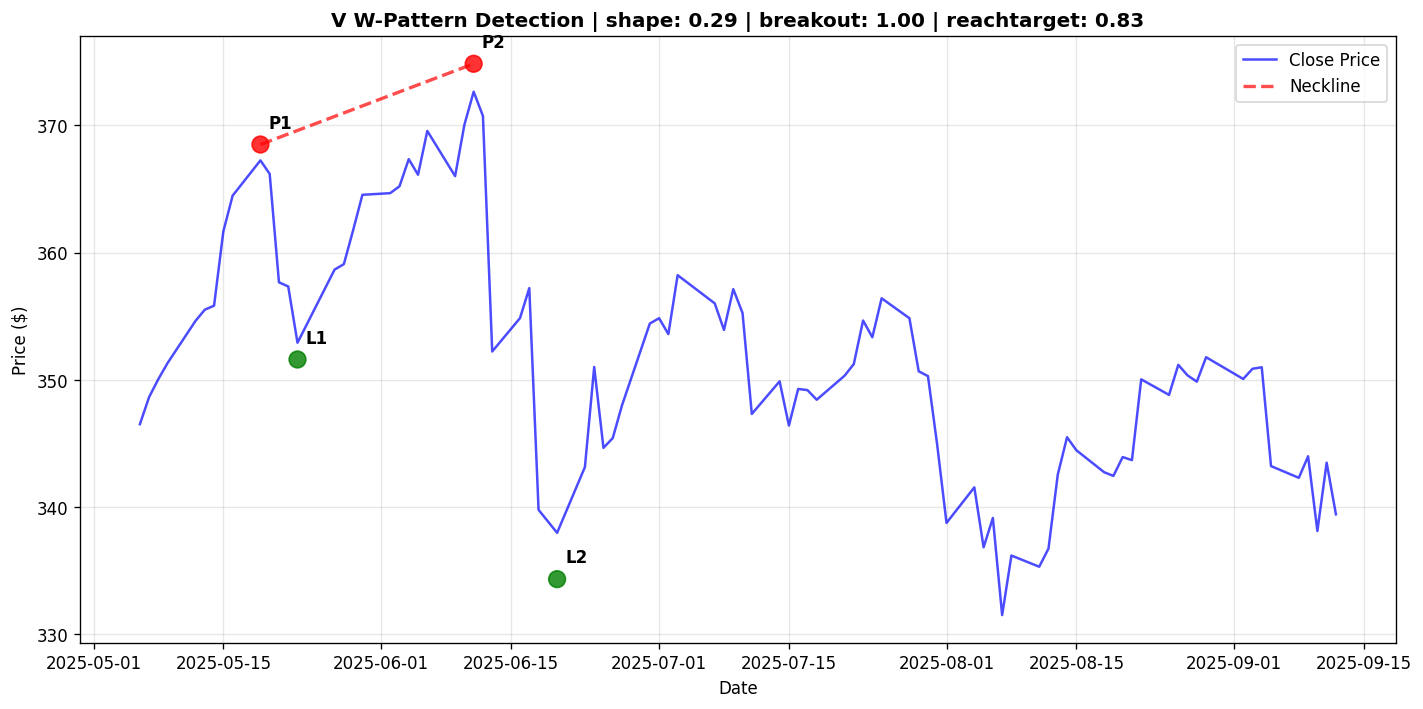 V W-Pattern Detection | shape: 0.29 | breakout: 1.00 | reachtarget: 0.83
P2
Close Price
Neckline
P1
L1
L2
370
360
350
340
330
Price ($)
2025-05-01 2025-05-15 2025-06-01 2025-06-15 2025-07-01 2025-07-15 2025-08-01 2025-08-15 2025-09-01 2025-09-15
Date